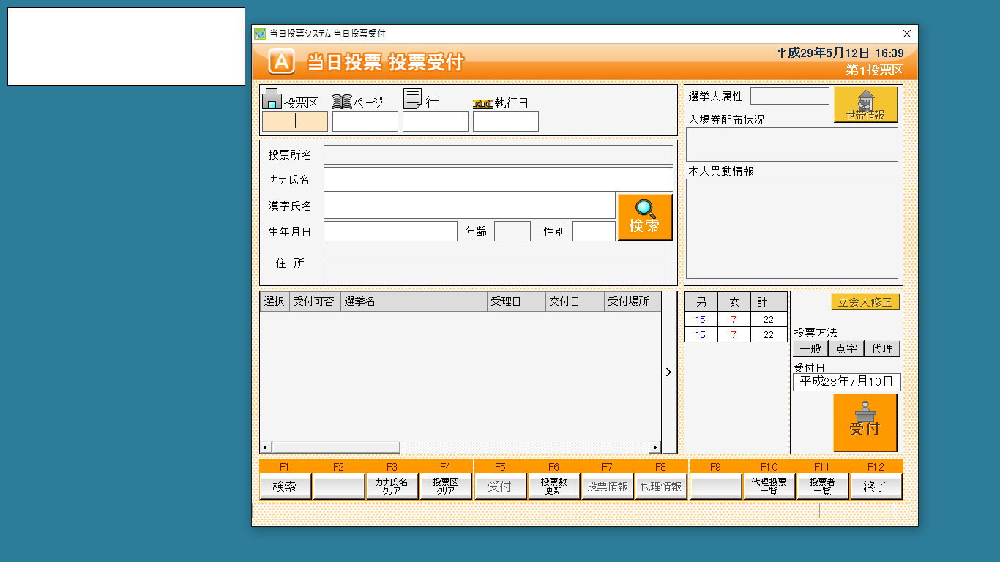 当日投票システム 当日投票受付
A 当日投票 投票受付
平成29年5月12日 16:39
第1投票区
投票区 ページ 行 執行日
投票所名
カナ氏名
漢字氏名
検索
生年月日 年齢 性別
住 所
選挙人属性
世帯情報
入場券配布状況
本人異動情報
選択 受付可否 選挙名 受理日 交付日 受付場所
>
男 女 計
15 7 22
15 7 22
立会人修正
投票方法
一般 点字 代理
受付日
平成28年7月10日
受付
F1 F2 F3 F4 F5 F6 F7 F8 F9 F10 F11 F12
検索
カナ氏名
クリア
投票区
クリア
受付
投票数
更新
投票情報
代理情報
代理投票
一覧
投票者
一覧
終了